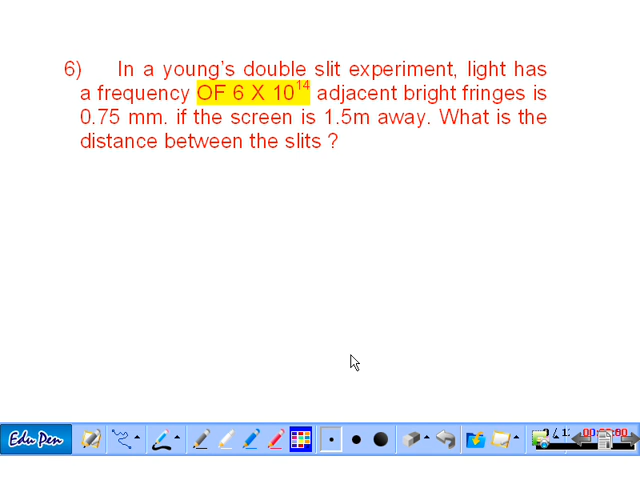 6) In a young's double slit experiment, light has
a frequency OF 6 X 10¹⁴ adjacent bright fringes is
0.75 mm. if the screen is 1.5m away. What is the
distance between the slits ?
Edu Pen